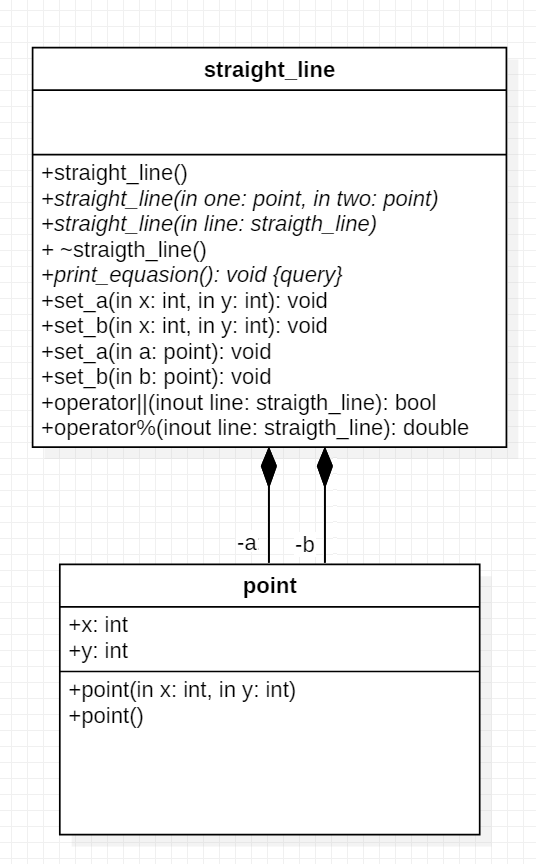 straight_line
+straight_line()
+straight_line(in one: point, in two: point)
+straight_line(in line: straigth_line)
+ ~straigth_line()
+print_equasion(): void {query}
+set_a(in x: int, in y: int): void
+set_b(in x: int, in y: int): void
+set_a(in a: point): void
+set_b(in b: point): void
+operator||(inout line: straigth_line): bool
+operator%(inout line: straigth_line): double
-a -b
point
+x: int
+y: int
+point(in x: int, in y: int)
+point()